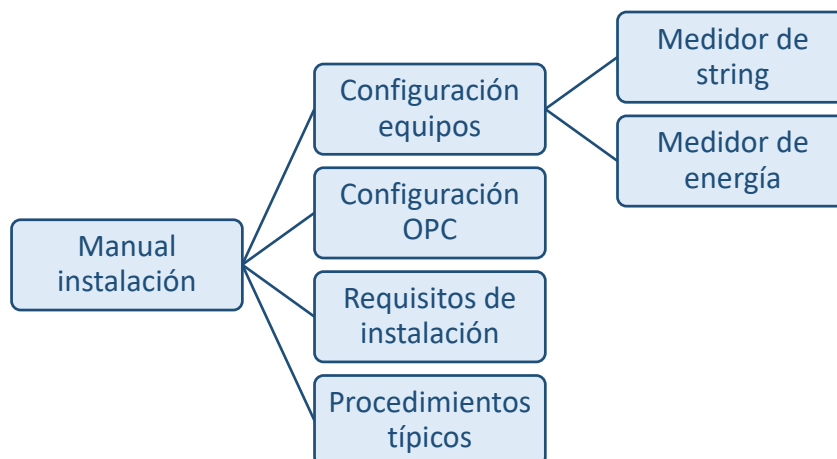 Manual
instalación
Configuración
equipos
Medidor de
string
Medidor de
energía
Configuración
OPC
Requisitos de
instalación
Procedimientos
típicos